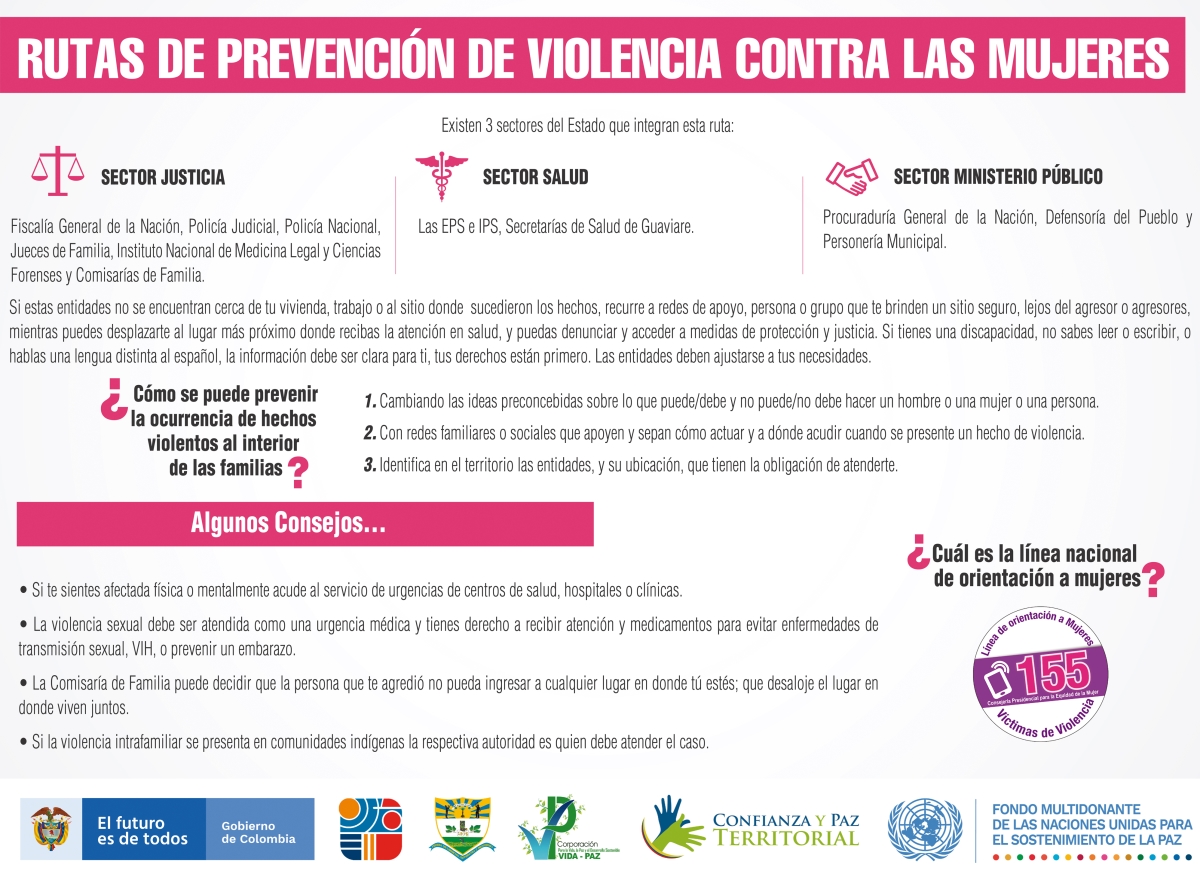 RUTAS DE PREVENCIÓN DE VIOLENCIA CONTRA LAS MUJERES
Existen 3 sectores del Estado que integran esta ruta:
SECTOR JUSTICIA
Fiscalía General de la Nación, Policía Judicial, Policía Nacional,
Jueces de Familia, Instituto Nacional de Medicina Legal y Ciencias
Forenses y Comisarías de Familia.
SECTOR SALUD
Las EPS e IPS, Secretarías de Salud de Guaviare.
SECTOR MINISTERIO PÚBLICO
Procuraduría General de la Nación, Defensoría del Pueblo y
Personería Municipal.
Si estas entidades no se encuentran cerca de tu vivienda, trabajo o al sitio donde sucedieron los hechos, recurre a redes de apoyo, persona o grupo que te brinden un sitio seguro, lejos del agresor o agresores,
mientras puedes desplazarte al lugar más próximo donde recibas la atención en salud, y puedas denunciar y acceder a medidas de protección y justicia. Si tienes una discapacidad, no sabes leer o escribir, o
hablas una lengua distinta al español, la información debe ser clara para ti, tus derechos están primero. Las entidades deben ajustarse a tus necesidades.
¿Cómo se puede prevenir
la ocurrencia de hechos
violentos al interior
de las familias?
1. Cambiando las ideas preconcebidas sobre lo que puede/debe y no puede/no debe hacer un hombre o una mujer o una persona.
2. Con redes familiares o sociales que apoyen y sepan cómo actuar y a dónde acudir cuando se presente un hecho de violencia.
3. Identifica en el territorio las entidades, y su ubicación, que tienen la obligación de atenderte.
Algunos Consejos...
• Si te sientes afectada física o mentalmente acude al servicio de urgencias de centros de salud, hospitales o clínicas.
• La violencia sexual debe ser atendida como una urgencia médica y tienes derecho a recibir atención y medicamentos para evitar enfermedades de
transmisión sexual, VIH, o prevenir un embarazo.
• La Comisaría de Familia puede decidir que la persona que te agredió no pueda ingresar a cualquier lugar en donde tú estés; que desaloje el lugar en
donde viven juntos.
• Si la violencia intrafamiliar se presenta en comunidades indígenas la respectiva autoridad es quien debe atender el caso.
¿Cuál es la línea nacional
de orientación a mujeres?
Línea de orientación a Mujeres
155
Consejería Presidencial para la Equidad de la Mujer
Víctimas de Violencia
El futuro
es de todos
Gobierno
de Colombia
Corporación
Para la Vida, la Paz y el Desarrollo Sostenible
VIDA - PAZ
CONFIANZA Y PAZ
TERRITORIAL
FONDO MULTIDONANTE
DE LAS NACIONES UNIDAS PARA
EL SOSTENIMIENTO DE LA PAZ